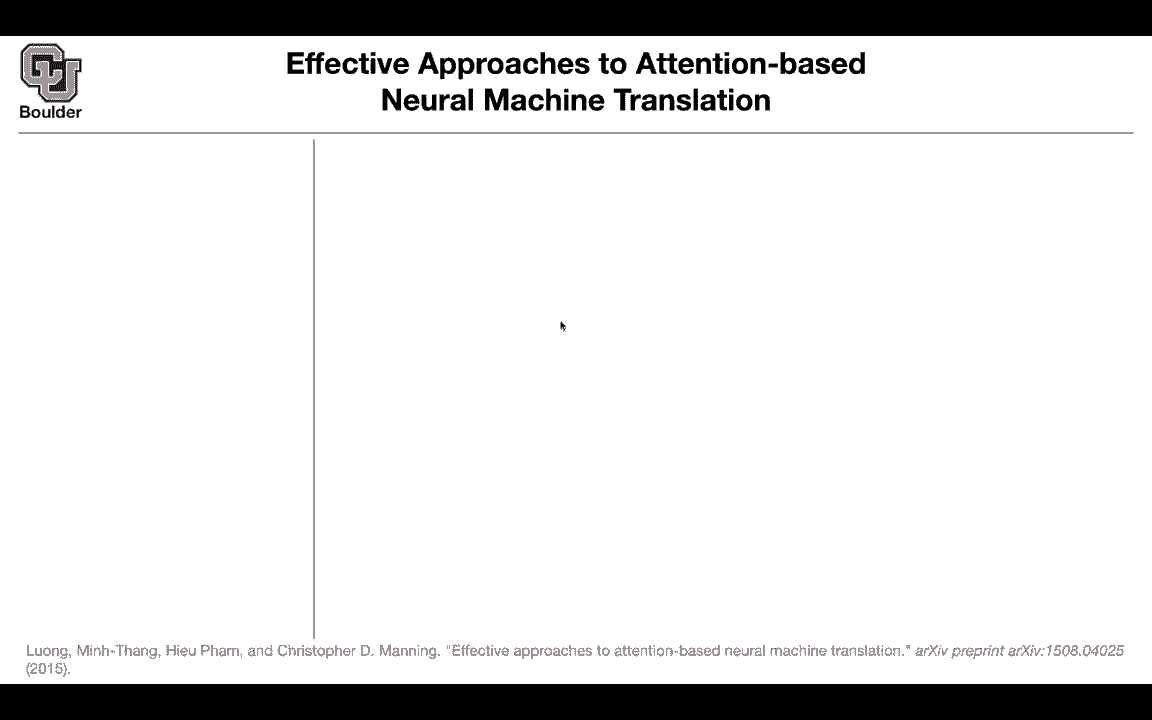 Effective Approaches to Attention-based
Neural Machine Translation
CU
Boulder
Luong, Minh-Thang, Hieu Pham, and Christopher D. Manning. "Effective approaches to attention-based neural machine translation." arXiv preprint arXiv:1508.04025
(2015).